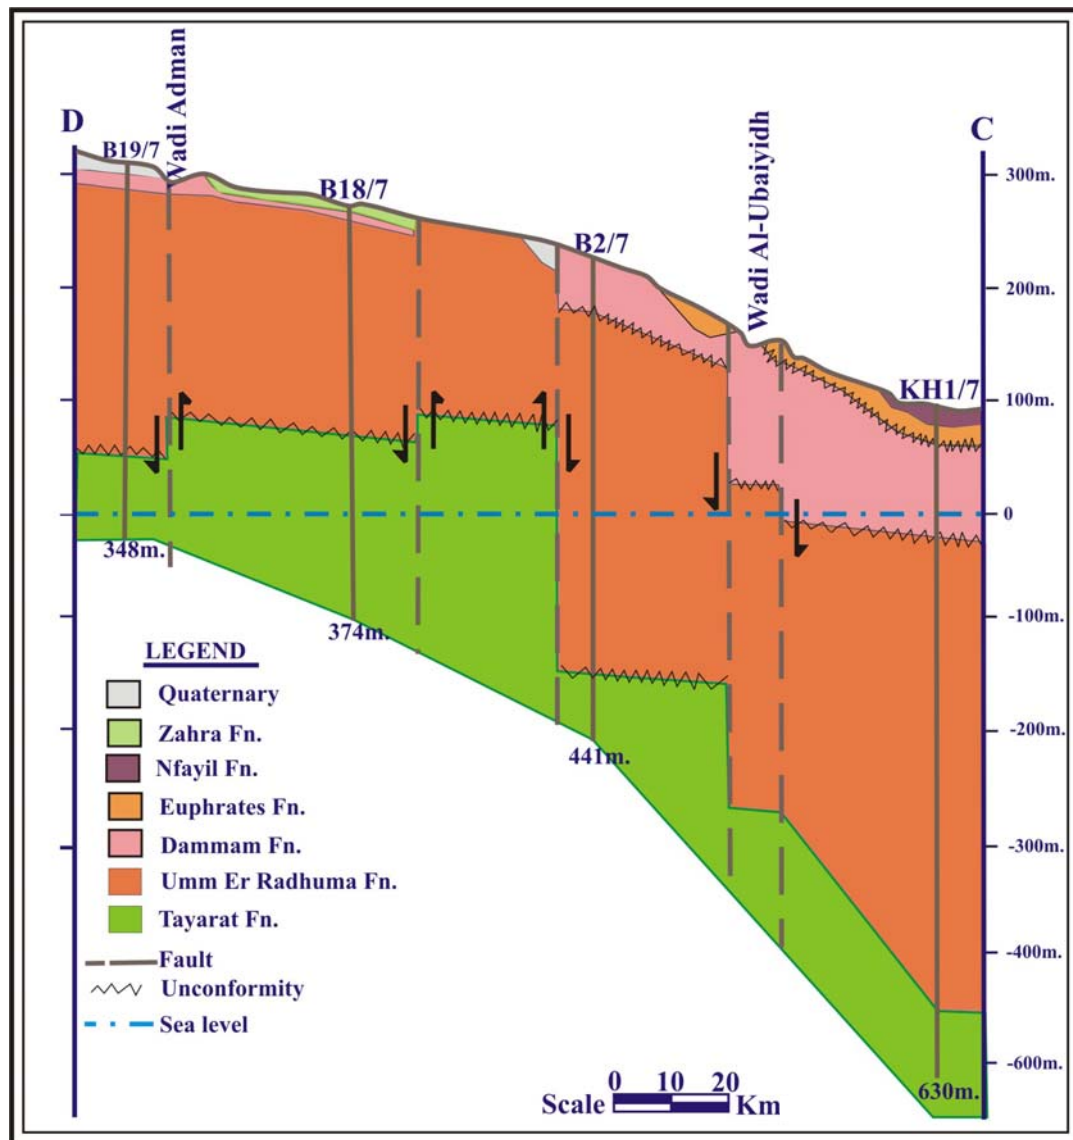 D
B19/7
Wadi Adman
B18/7
B2/7
Wadi Al-Ubaiyidh
C
KH1/7
300m.
200m.
100m.
0
-100m.
-200m.
-300m.
-400m.
-600m.
348m.
374m.
441m.
630m.
LEGEND
Quaternary
Zahra Fn.
Nfayil Fn.
Euphrates Fn.
Dammam Fn.
Umm Er Radhuma Fn.
Tayarat Fn.
Fault
Unconformity
Sea level
0 10 20
Scale Km